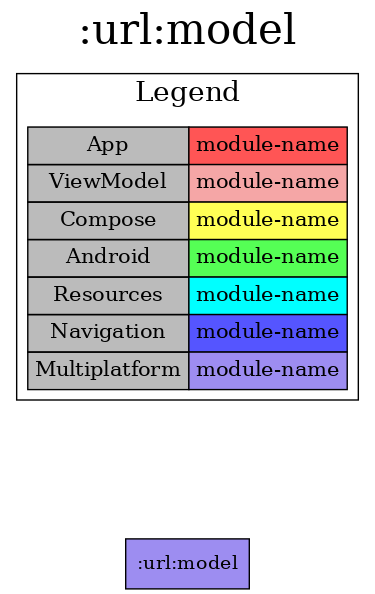 :url:model
Legend
App module-name
ViewModel module-name
Compose module-name
Android module-name
Resources module-name
Navigation module-name
Multiplatform module-name
:url:model